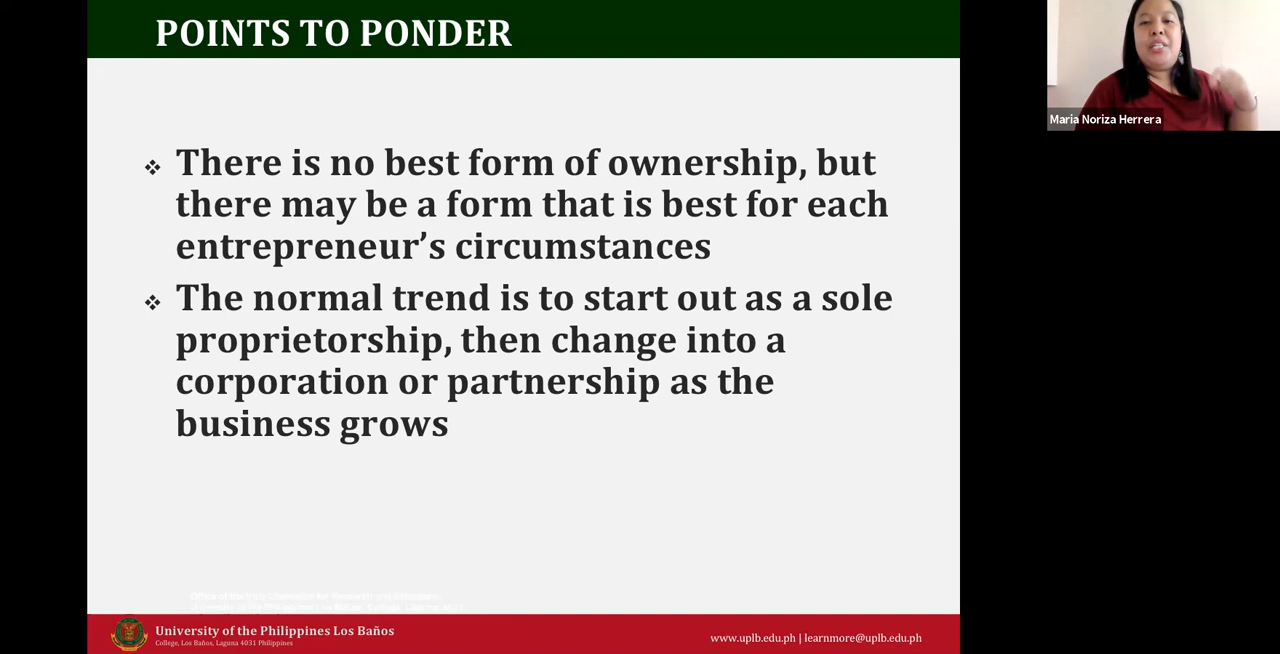 POINTS TO PONDER
Maria Noriza Herrera
❖ There is no best form of ownership, but
there may be a form that is best for each
entrepreneur’s circumstances
❖ The normal trend is to start out as a sole
proprietorship, then change into a
corporation or partnership as the
business grows
University of the Philippines Los Baños
College, Los Baños, Laguna 4031 Philippines
www.uplb.edu.ph | learnmore@uplb.edu.ph